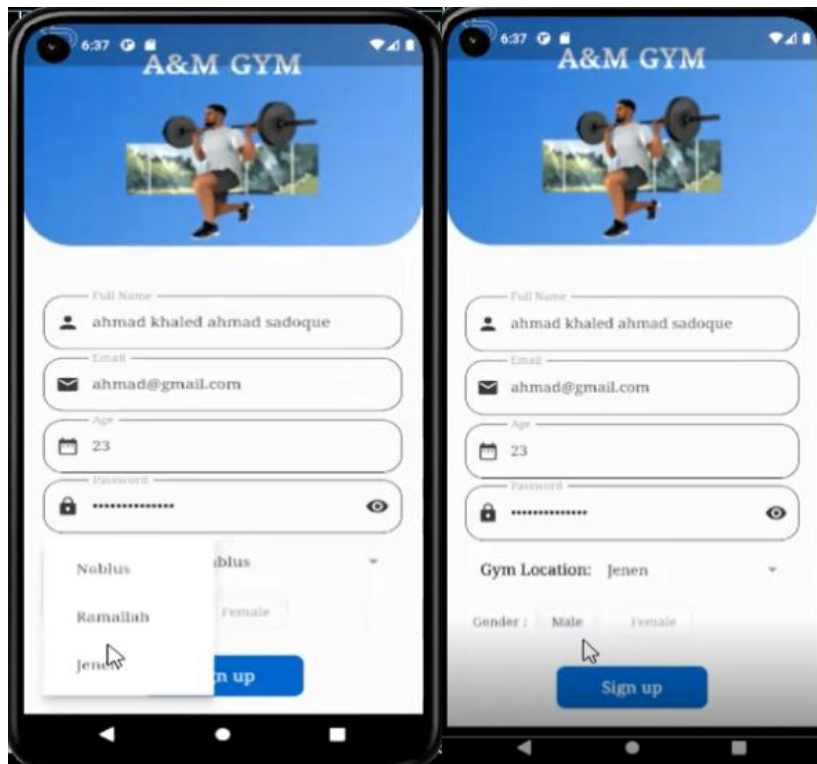 6:37
A&M GYM
Full Name
ahmad khaled ahmad sadoque
Email
ahmad@gmail.com
Age
23
Password
••••••••••••••
Nablus
ablus
Ramallah
Female
Jenen
n up
6:37
A&M GYM
Full Name
ahmad khaled ahmad sadoque
Email
ahmad@gmail.com
Age
23
Password
••••••••••••••
Gym Location: Jenen
Gender : Male Female
Sign up